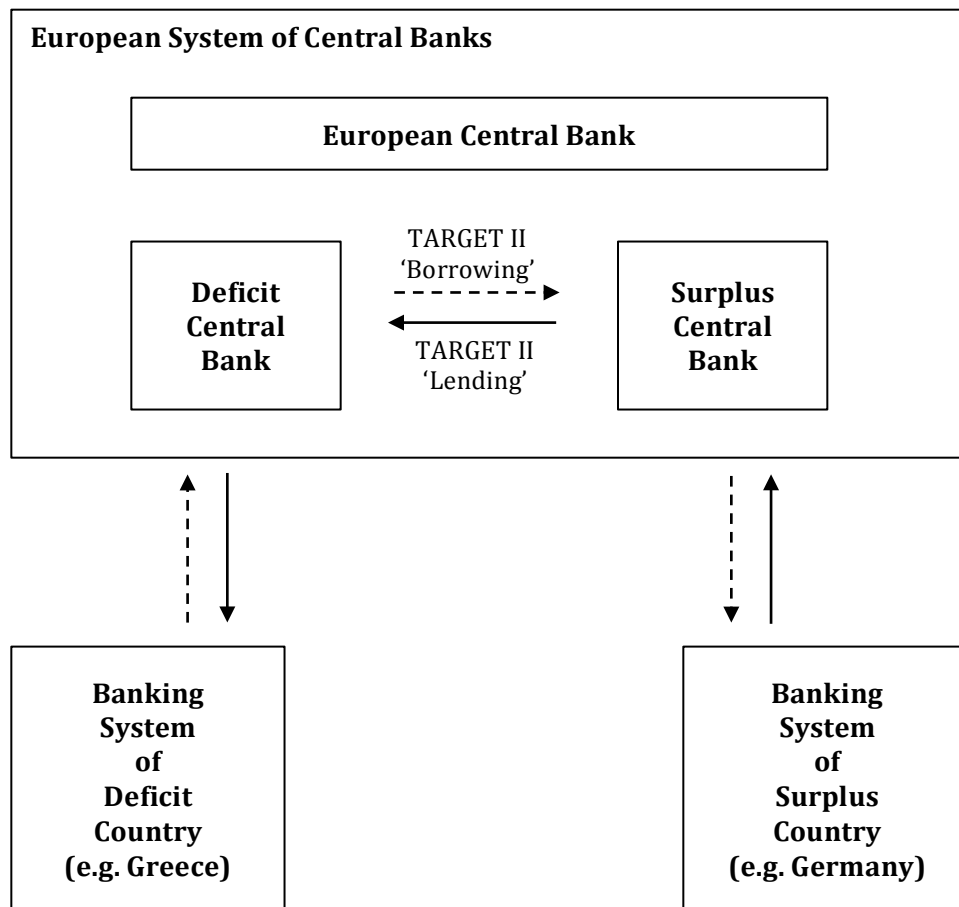 European System of Central Banks
European Central Bank
TARGET II
‘Borrowing’
Deficit
Central
Bank
Surplus
Central
Bank
TARGET II
‘Lending’
Banking
System
of
Deficit
Country
(e.g. Greece)
Banking
System
of
Surplus
Country
(e.g. Germany)